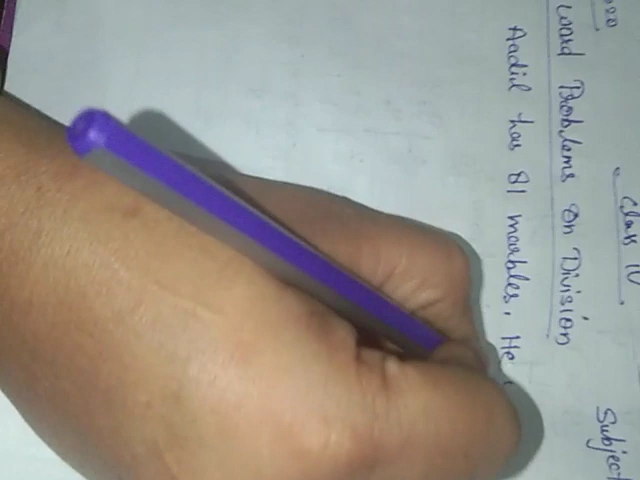 Class IV
Subject
Word Problems on Division
Aadil has 81 marbles. He